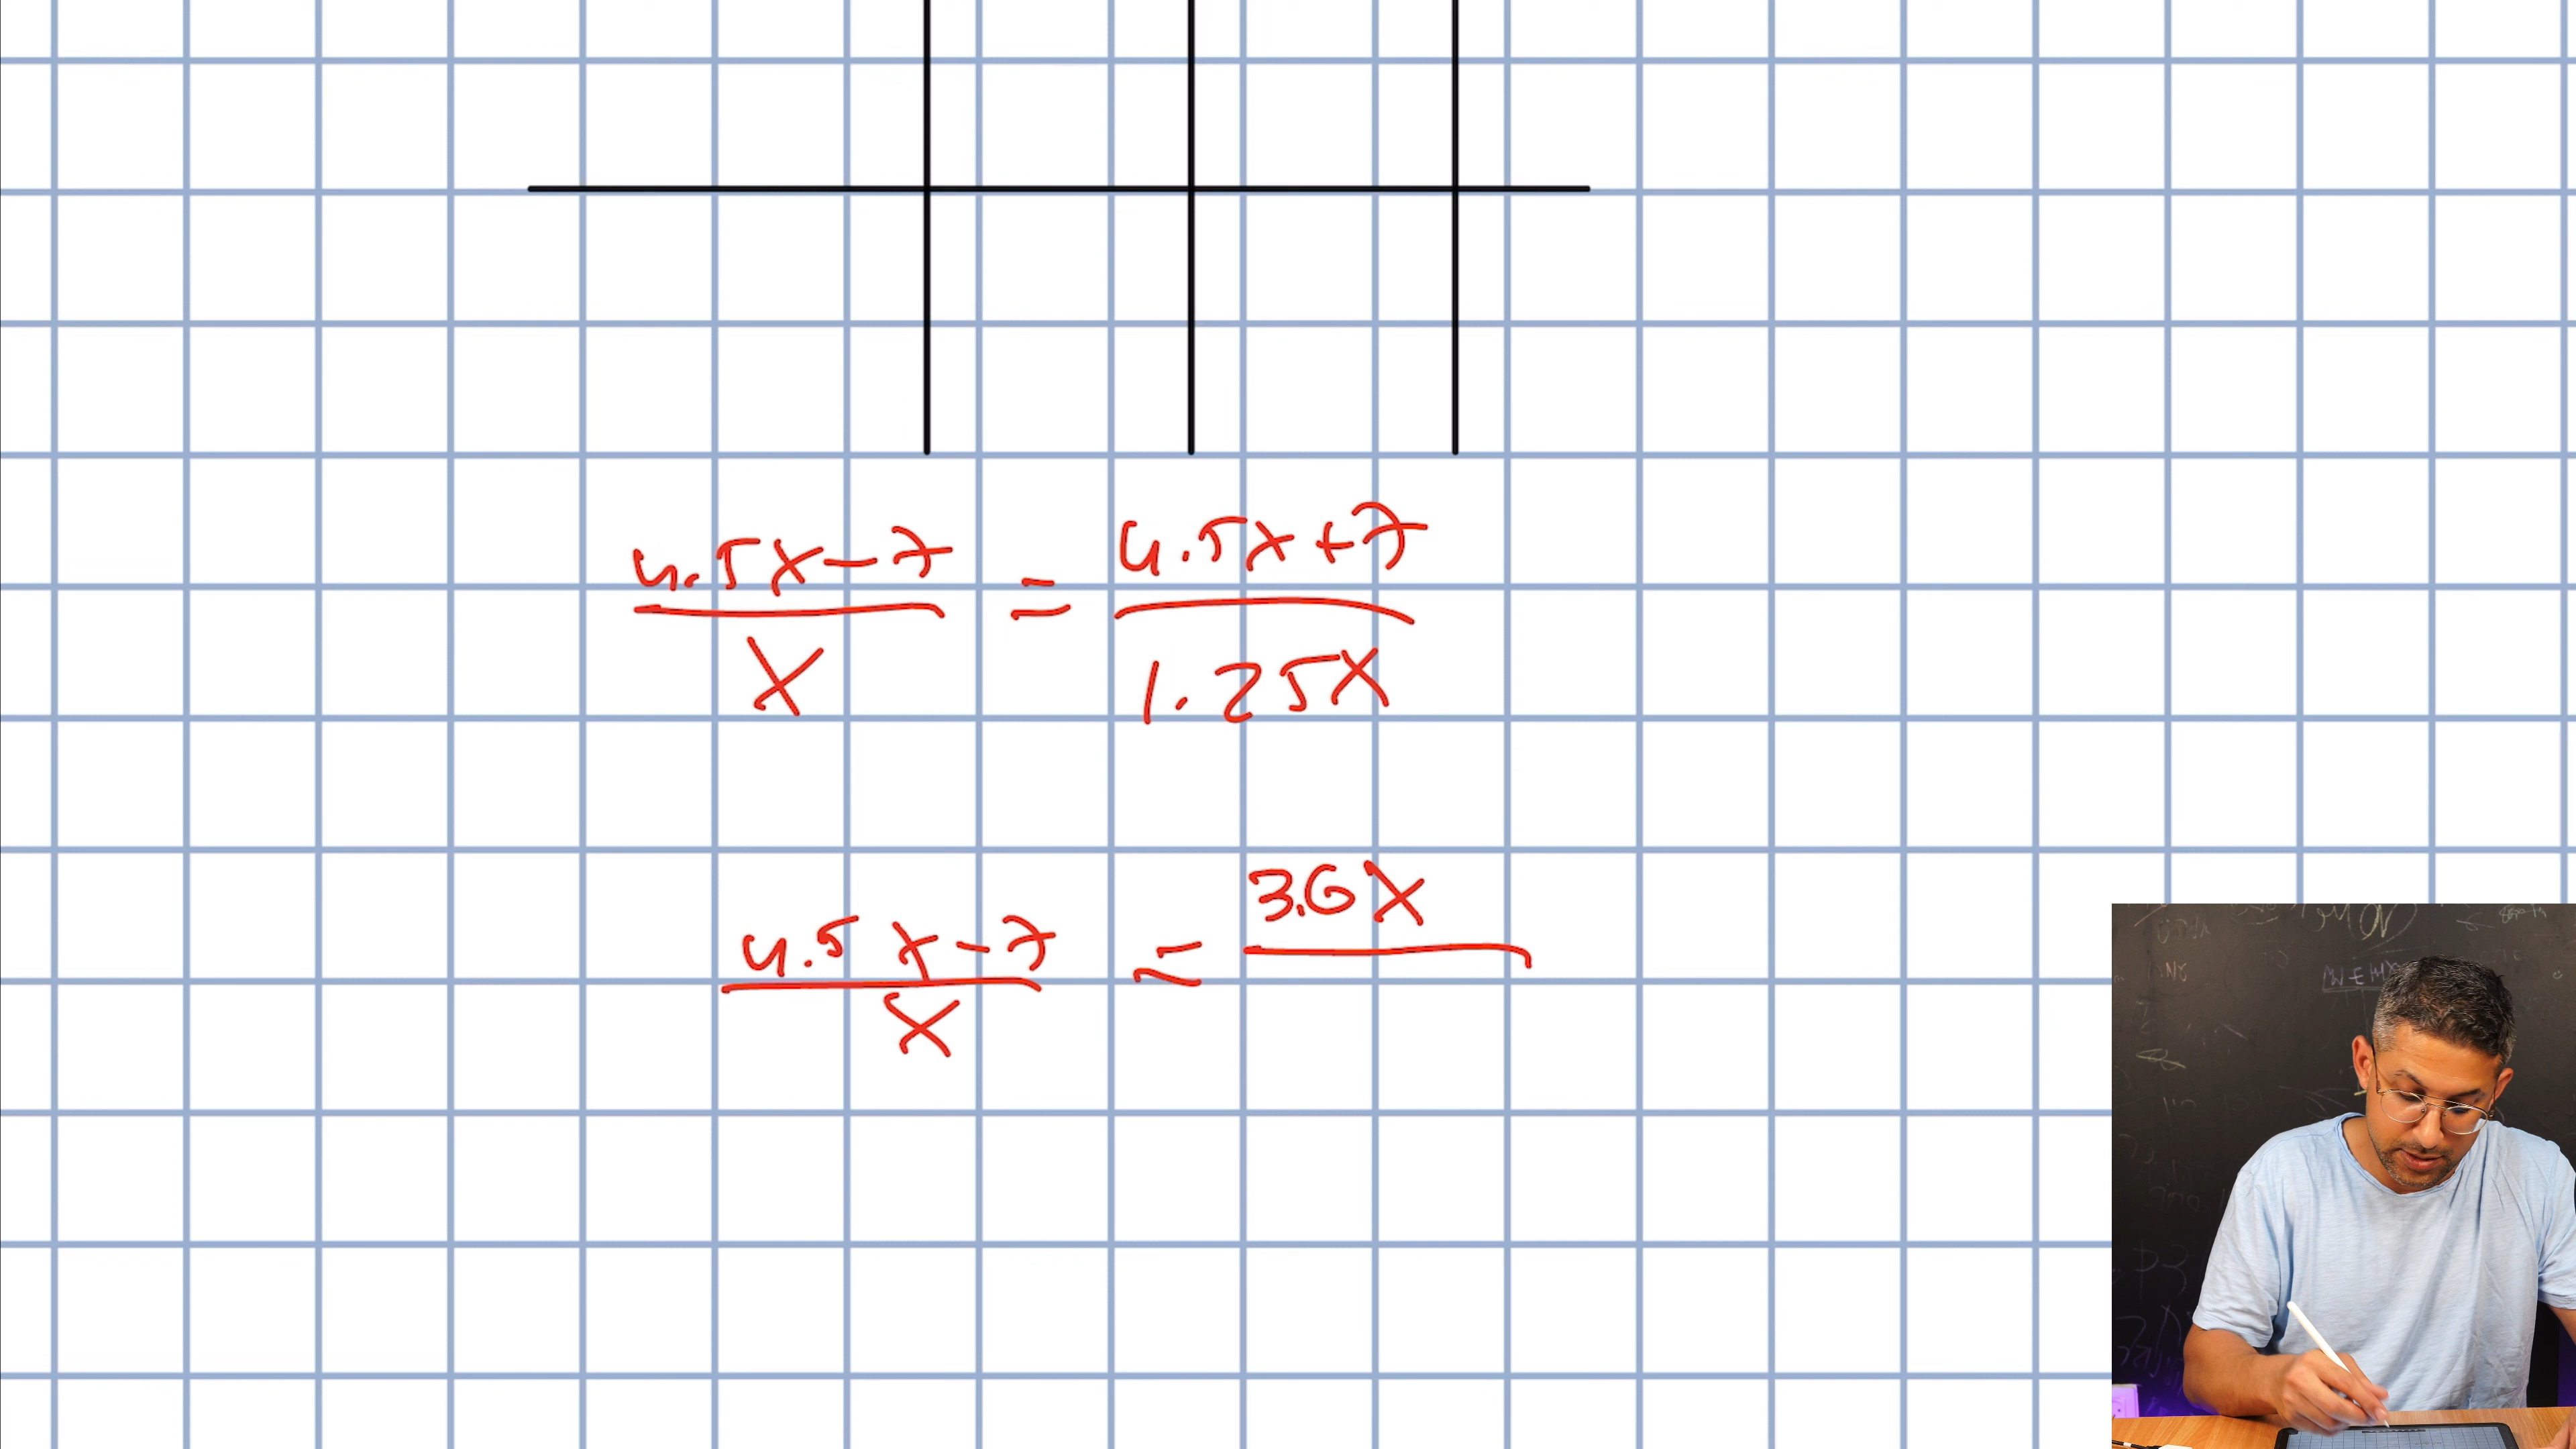 4.5x-7 = 4.5x+7
x 1.25x
4.5x-7 = 3.6x
x